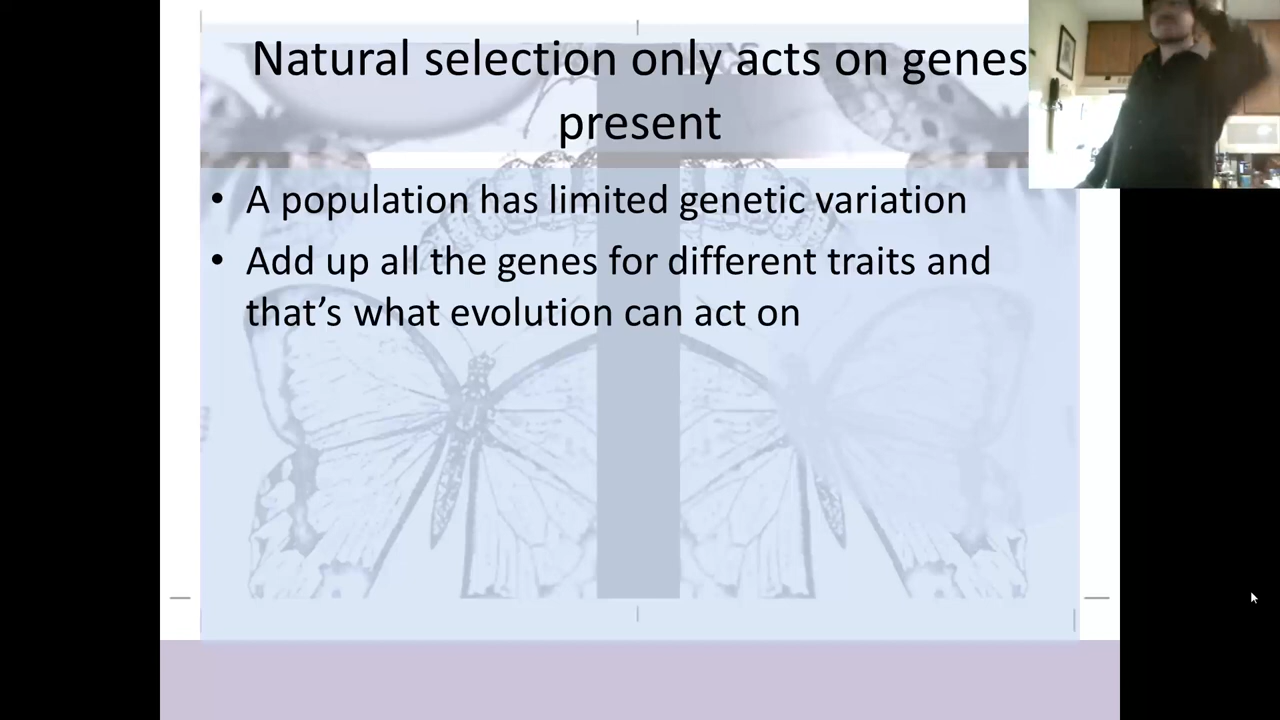 Natural selection only acts on genes
present
• A population has limited genetic variation
• Add up all the genes for different traits and
that’s what evolution can act on